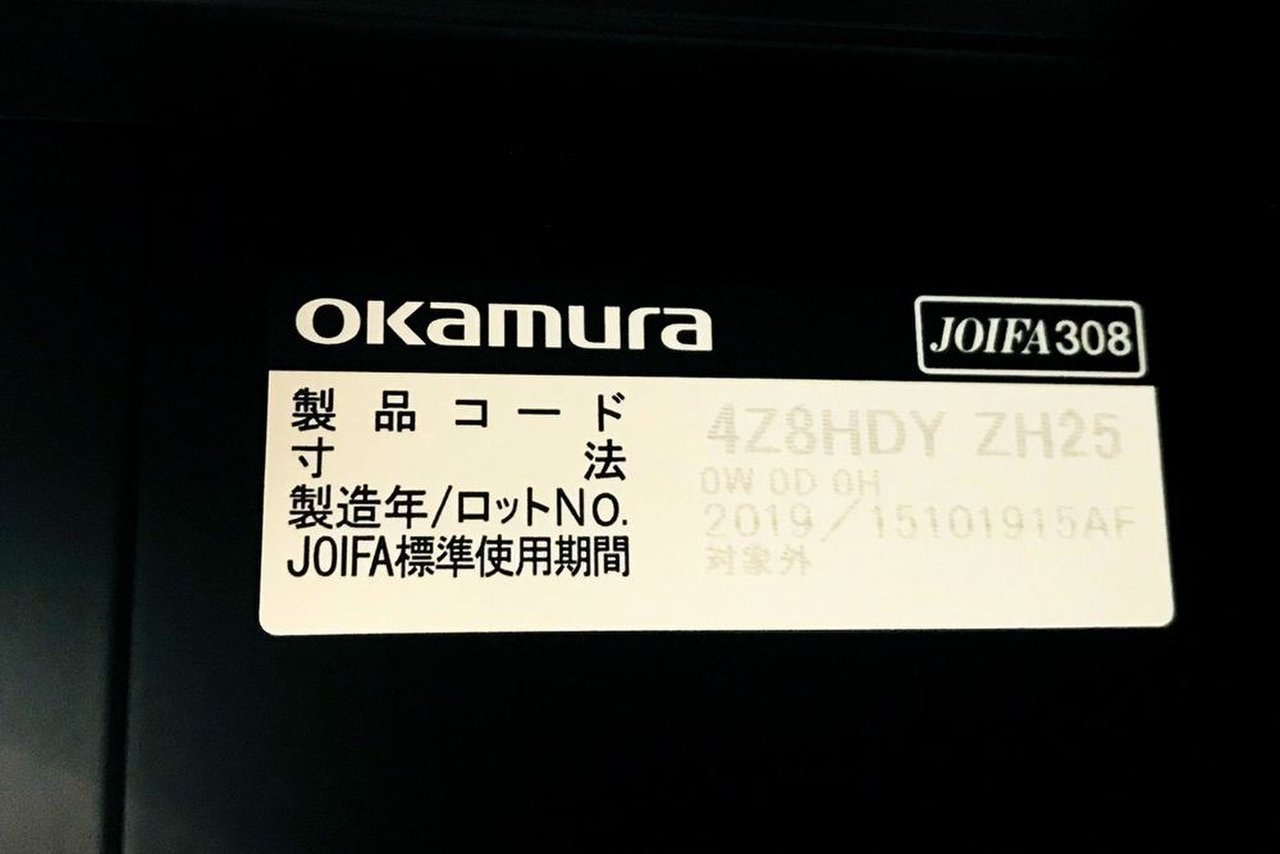 OKamura JOIFA308
製品コード 4Z8HDY ZH25
寸法 0W 0D 0H
製造年/ロットNo. 2019/15101915AF
JOIFA標準使用期間 対象外